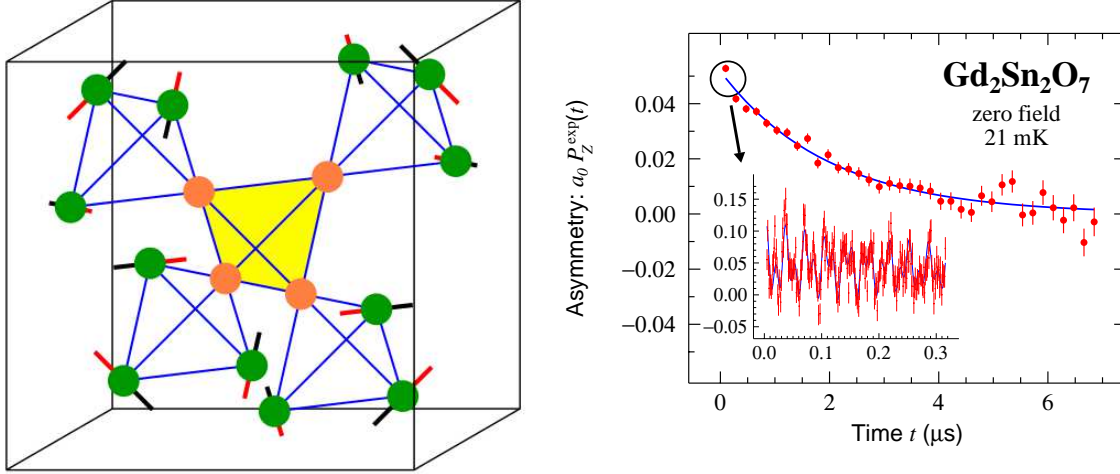 Gd₂Sn₂O₇
zero field
21 mK
Asymmetry: a₀ P_Z^exp(t)
0.04
0.02
0.00
−0.02
−0.04
0.15
0.10
0.05
0.00
−0.05
0.0 0.1 0.2 0.3
0 2 4 6
Time t (μs)